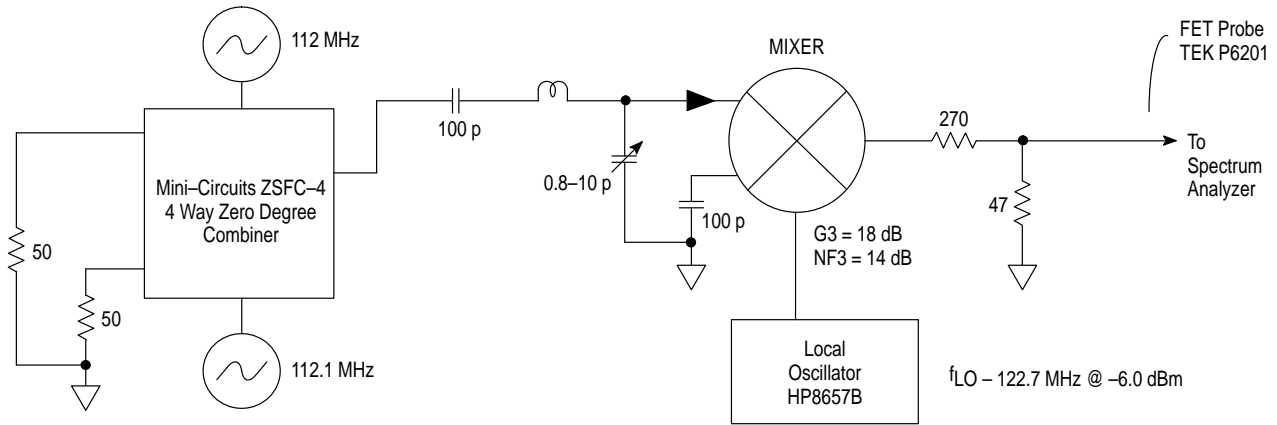 112 MHz
Mini–Circuits ZSFC–4
4 Way Zero Degree
Combiner
50
50
112.1 MHz
100 p
0.8–10 p
100 p
MIXER
G3 = 18 dB
NF3 = 14 dB
Local
Oscillator
HP8657B
fLO – 122.7 MHz @ –6.0 dBm
270
47
FET Probe
TEK P6201
To
Spectrum
Analyzer